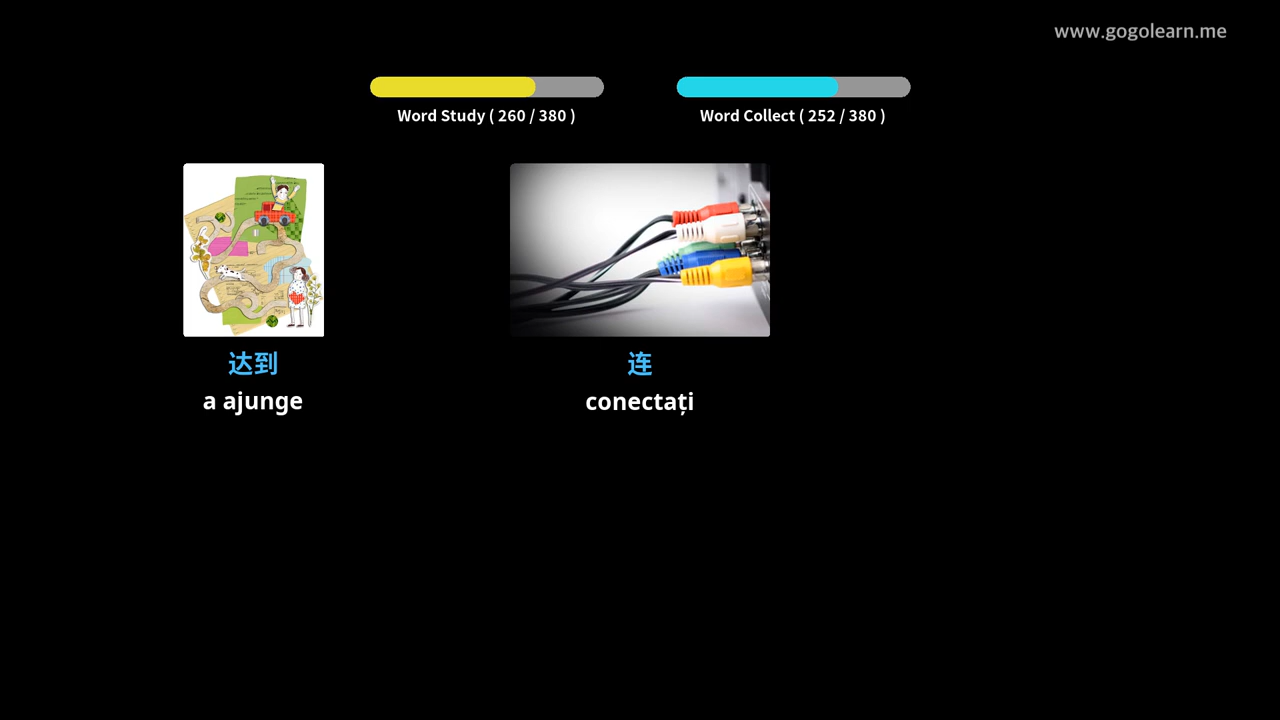 www.gogolearn.me
Word Study ( 260 / 380 )
Word Collect ( 252 / 380 )
达到
a ajunge
连
conectați